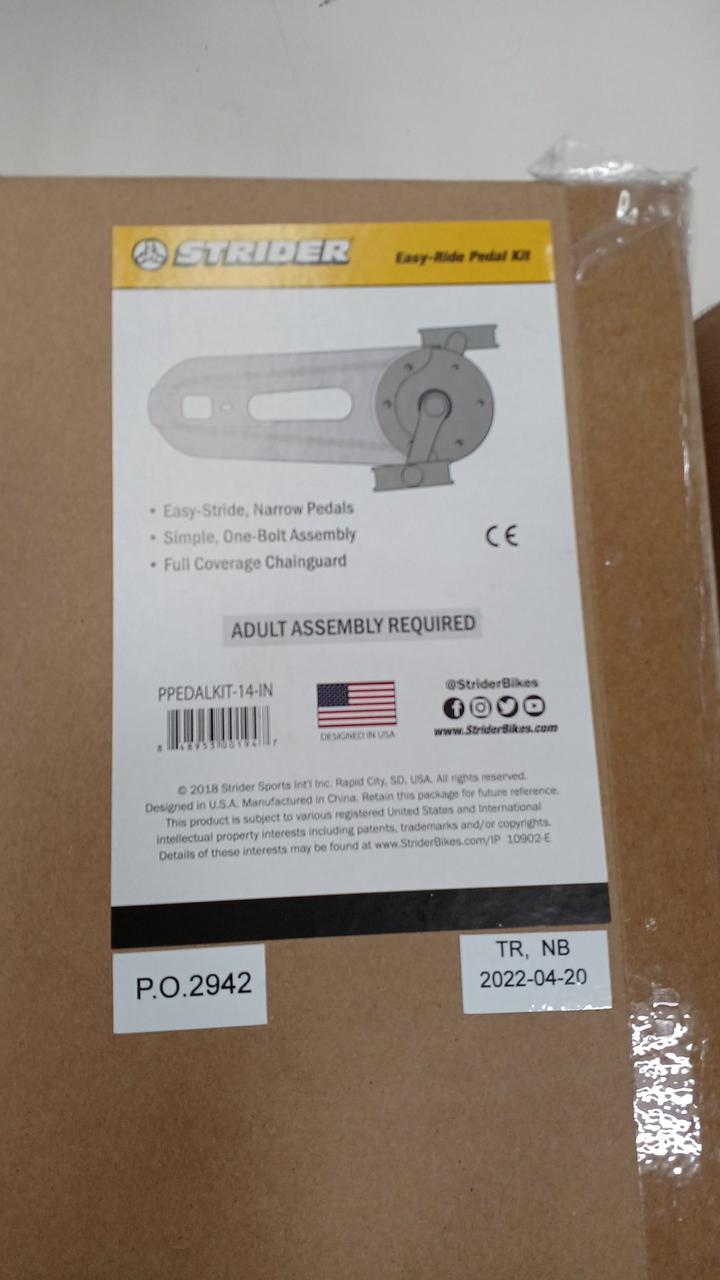 STRIDER
Easy-Ride Pedal Kit
• Easy-Stride, Narrow Pedals
• Simple, One-Bolt Assembly
• Full Coverage Chainguard
CE
ADULT ASSEMBLY REQUIRED
PPEDALKIT-14-IN
8 48953 00194 7
DESIGNED IN USA
@StriderBikes
www.StriderBikes.com
© 2018 Strider Sports Int'l Inc. Rapid City, SD, USA. All rights reserved.
Designed in U.S.A. Manufactured in China. Retain this package for future reference.
This product is subject to various registered United States and International
intellectual property interests including patents, trademarks and/or copyrights.
Details of these interests may be found at www.StriderBikes.com/IP 10902-E
P.O.2942
TR, NB
2022-04-20